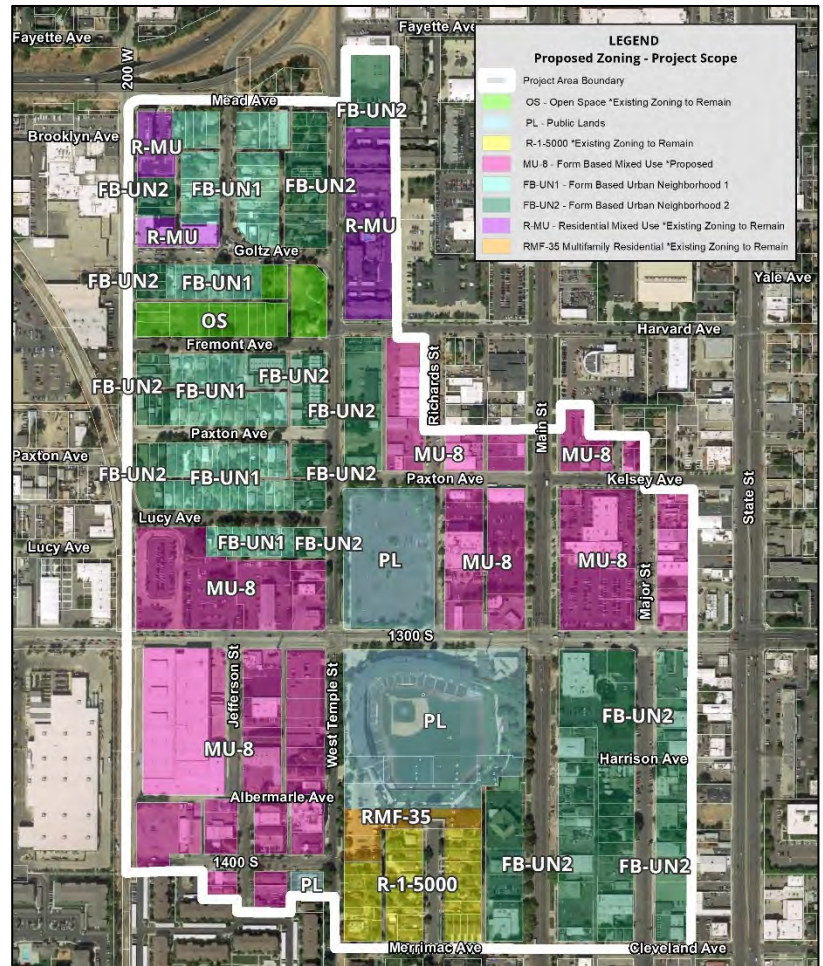 Fayette Ave
Fayette Ave
LEGEND
Proposed Zoning - Project Scope
Project Area Boundary
OS - Open Space *Existing Zoning to Remain
PL - Public Lands
R-1-5000 *Existing Zoning to Remain
MU-8 - Form Based Mixed Use *Proposed
FB-UN1 - Form Based Urban Neighborhood 1
FB-UN2 - Form Based Urban Neighborhood 2
R-MU - Residential Mixed Use *Existing Zoning to Remain
RMF-35 Multifamily Residential *Existing Zoning to Remain
200 W
Mead Ave
FB-UN2
Brooklyn Ave
R-MU
FB-UN2
FB-UN1
FB-UN2
R-MU
R-MU
Goltz Ave
FB-UN2
FB-UN1
Yale Ave
OS
Fremont Ave
Harvard Ave
Richards St
FB-UN2
FB-UN2
FB-UN1
FB-UN2
Main St
Paxton Ave
Paxton Ave
MU-8
MU-8
FB-UN2
FB-UN1
FB-UN2
Paxton Ave
Kelsey Ave
State St
Lucy Ave
Lucy Ave
FB-UN1
FB-UN2
PL
MU-8
MU-8
MU-8
Major St
1300 S
Jefferson St
West Temple St
PL
FB-UN2
MU-8
Harrison Ave
Albermarle Ave
RMF-35
1400 S
PL
R-1-5000
FB-UN2
FB-UN2
Merrimac Ave
Cleveland Ave